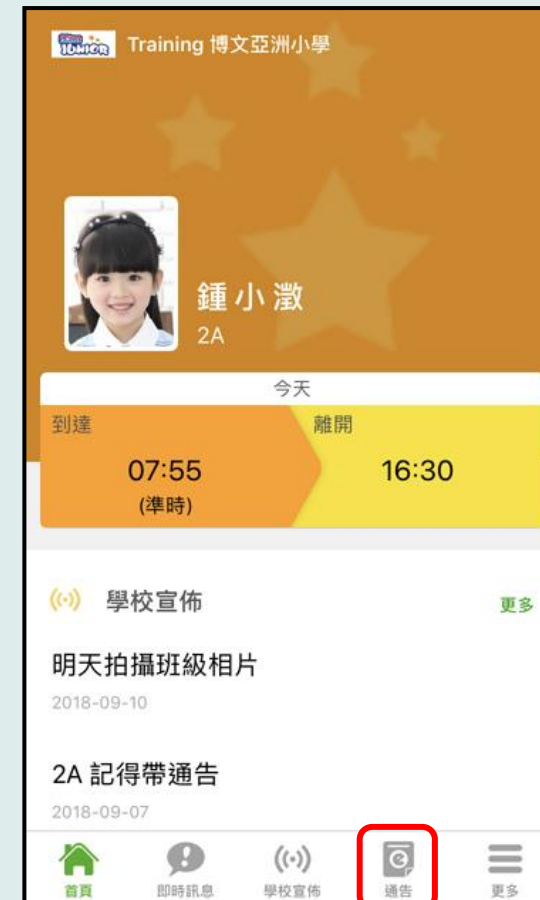 JUNIOR
Training 博文亞洲小學
鍾小澂
2A
今天
到達
離開
07:55
16:30
(準時)
學校宣佈
更多
明天拍攝班級相片
2018-09-10
2A 記得帶通告
2018-09-07
首頁
即時訊息
學校宣佈
通告
更多